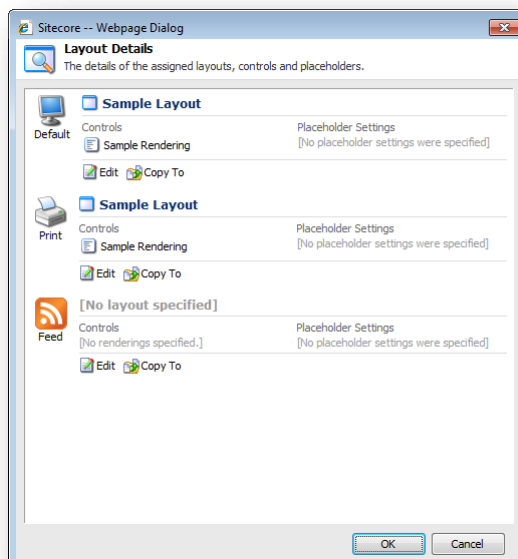 Sitecore -- Webpage Dialog
Layout Details
The details of the assigned layouts, controls and placeholders.
Default
Sample Layout
Controls
Placeholder Settings
Sample Rendering
[No placeholder settings were specified]
Edit
Copy To
Print
Sample Layout
Controls
Placeholder Settings
Sample Rendering
[No placeholder settings were specified]
Edit
Copy To
Feed
[No layout specified]
Controls
Placeholder Settings
[No renderings specified.]
[No placeholder settings were specified]
Edit
Copy To
OK
Cancel